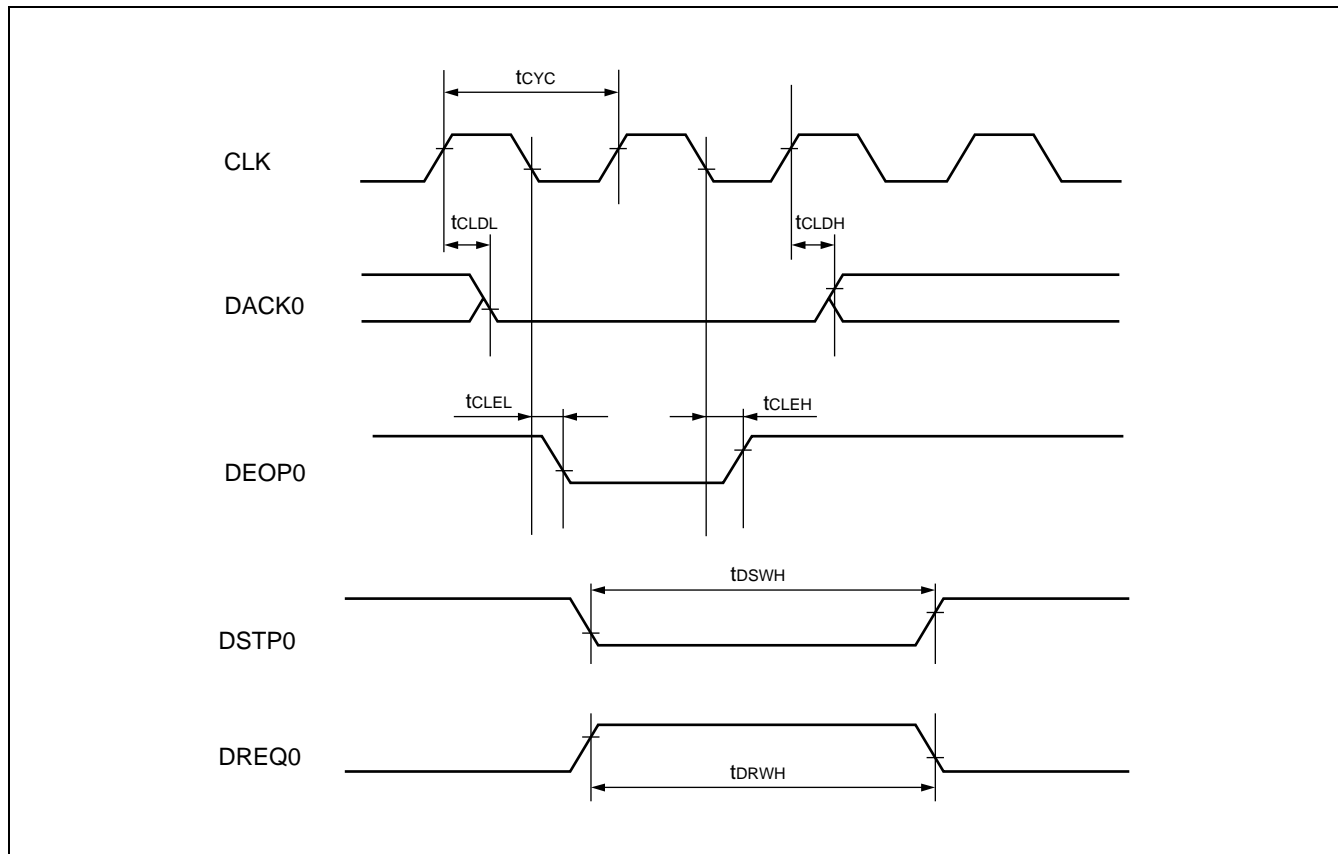 tCYC
CLK
tCLDL
tCLDH
DACK0
tCLEL
tCLEH
DEOP0
tDSWH
DSTP0
DREQ0
tDRWH